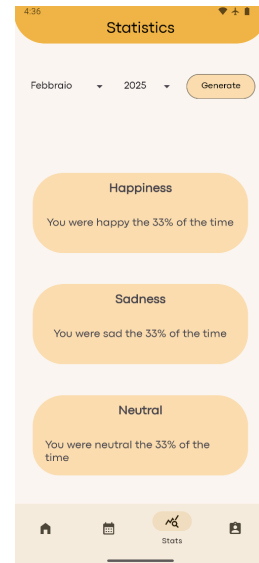 4:36
Statistics
Febbraio 2025 Generate
Happiness
You were happy the 33% of the time
Sadness
You were sad the 33% of the time
Neutral
You were neutral the 33% of the
time
Stats